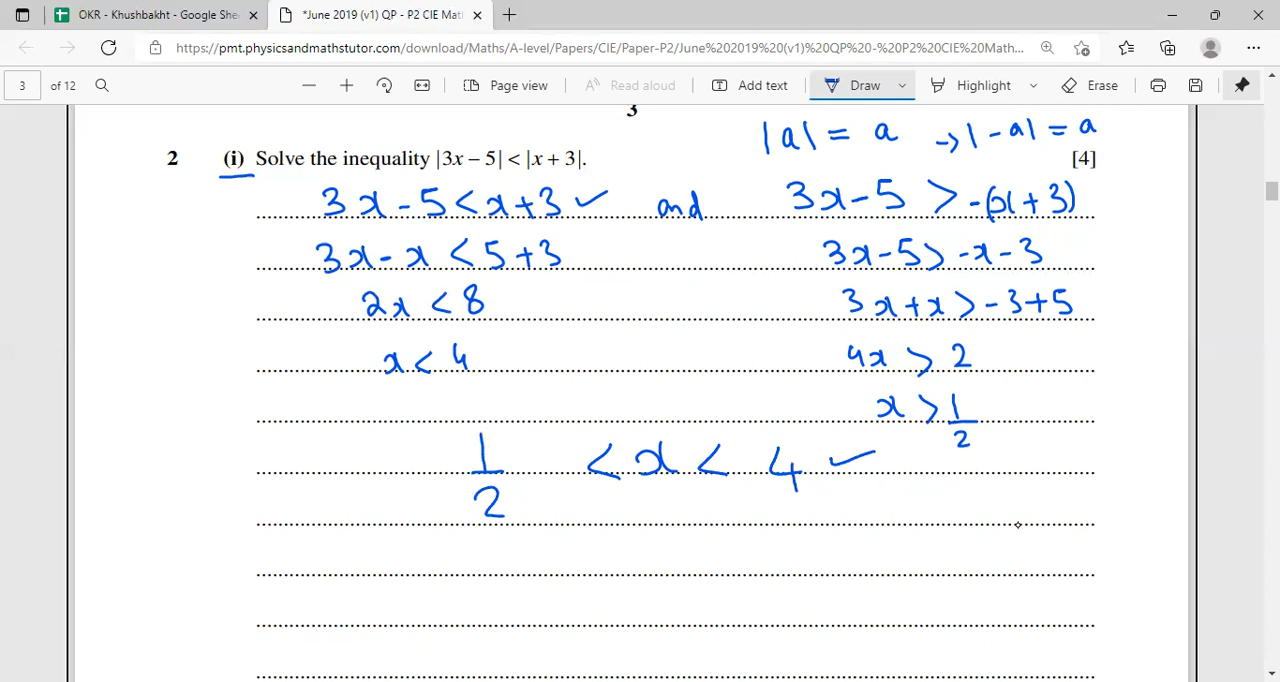 OKR - Khushbakht - Google She
*June 2019 (v1) QP - P2 CIE Mat
https://pmt.physicsandmathstutor.com/download/Maths/A-level/Papers/CIE/Paper-P2/June%202019%20(v1)%20QP%20-%20P2%20CIE%20Math...
3 of 12 Page view Read aloud Add text Draw Highlight Erase
3
|a| = a → |-a| = a
2 (i) Solve the inequality |3x − 5| < |x + 3|. [4]
3x - 5 < x + 3 ✓ and 3x - 5 > -(x + 3)
3x - x < 5 + 3 3x - 5 > -x - 3
2x < 8 3x + x > -3 + 5
x < 4 4x > 2
x > 1/2
1/2 < x < 4 ✓